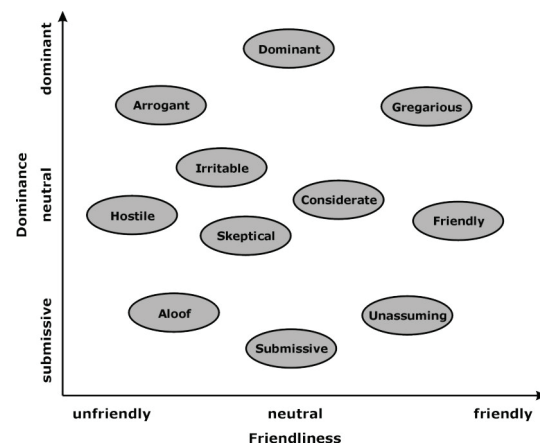 dominant
Dominant
Arrogant
Gregarious
Irritable
Dominance
neutral
Considerate
Hostile
Friendly
Skeptical
submissive
Aloof
Unassuming
Submissive
unfriendly
neutral
friendly
Friendliness